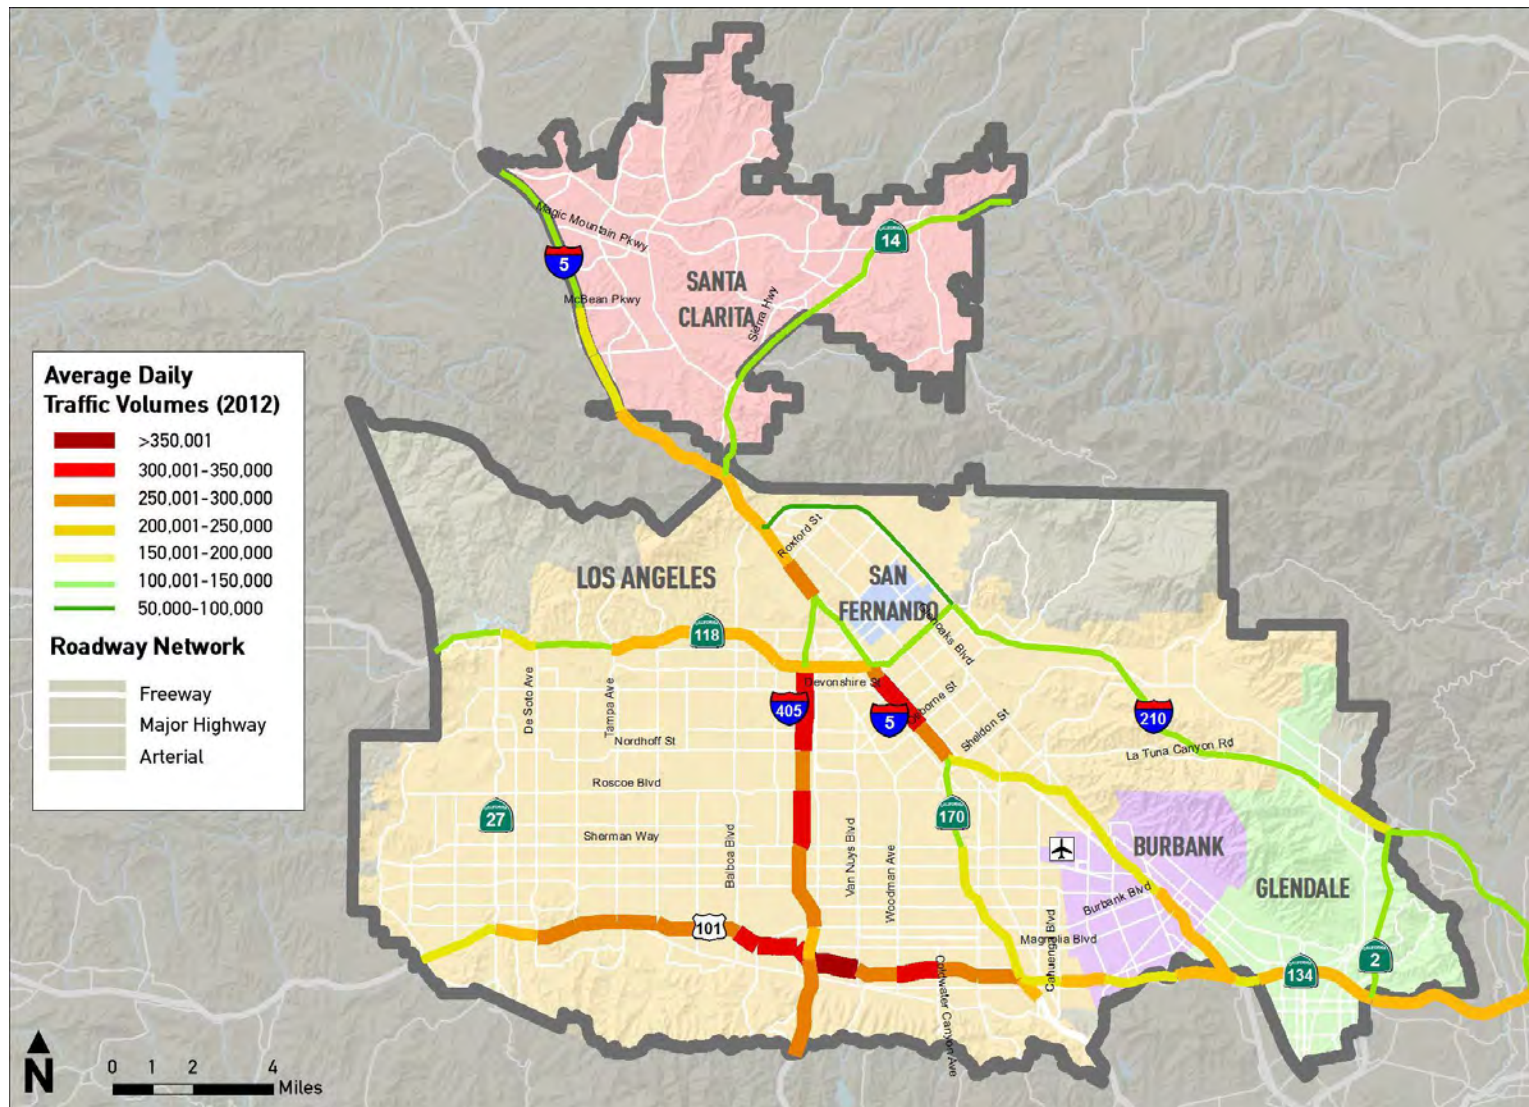 Magic Mountain Pkwy
14
5
SANTA
CLARITA
McBean Pkwy
Sierra Hwy
Average Daily
Traffic Volumes (2012)
>350,001
300,001-350,000
250,001-300,000
200,001-250,000
150,001-200,000
100,001-150,000
50,000-100,000
Roadway Network
Freeway
Major Highway
Arterial
Roxford St
LOS ANGELES
SAN
FERNANDO
CALIFORNIA
118
Devonshire St
De Soto Ave
Tampa Ave
405
5
Sheldon St
210
La Tuna Canyon Rd
Nordhoff St
Roscoe Blvd
27
170
Sherman Way
Balboa Blvd
Van Nuys Blvd
Woodman Ave
BURBANK
GLENDALE
Burbank Blvd
101
Magnolia Blvd
Cahuenga Blvd
Coldwater Canyon Ave
134
2
N
0 1 2 4
Miles